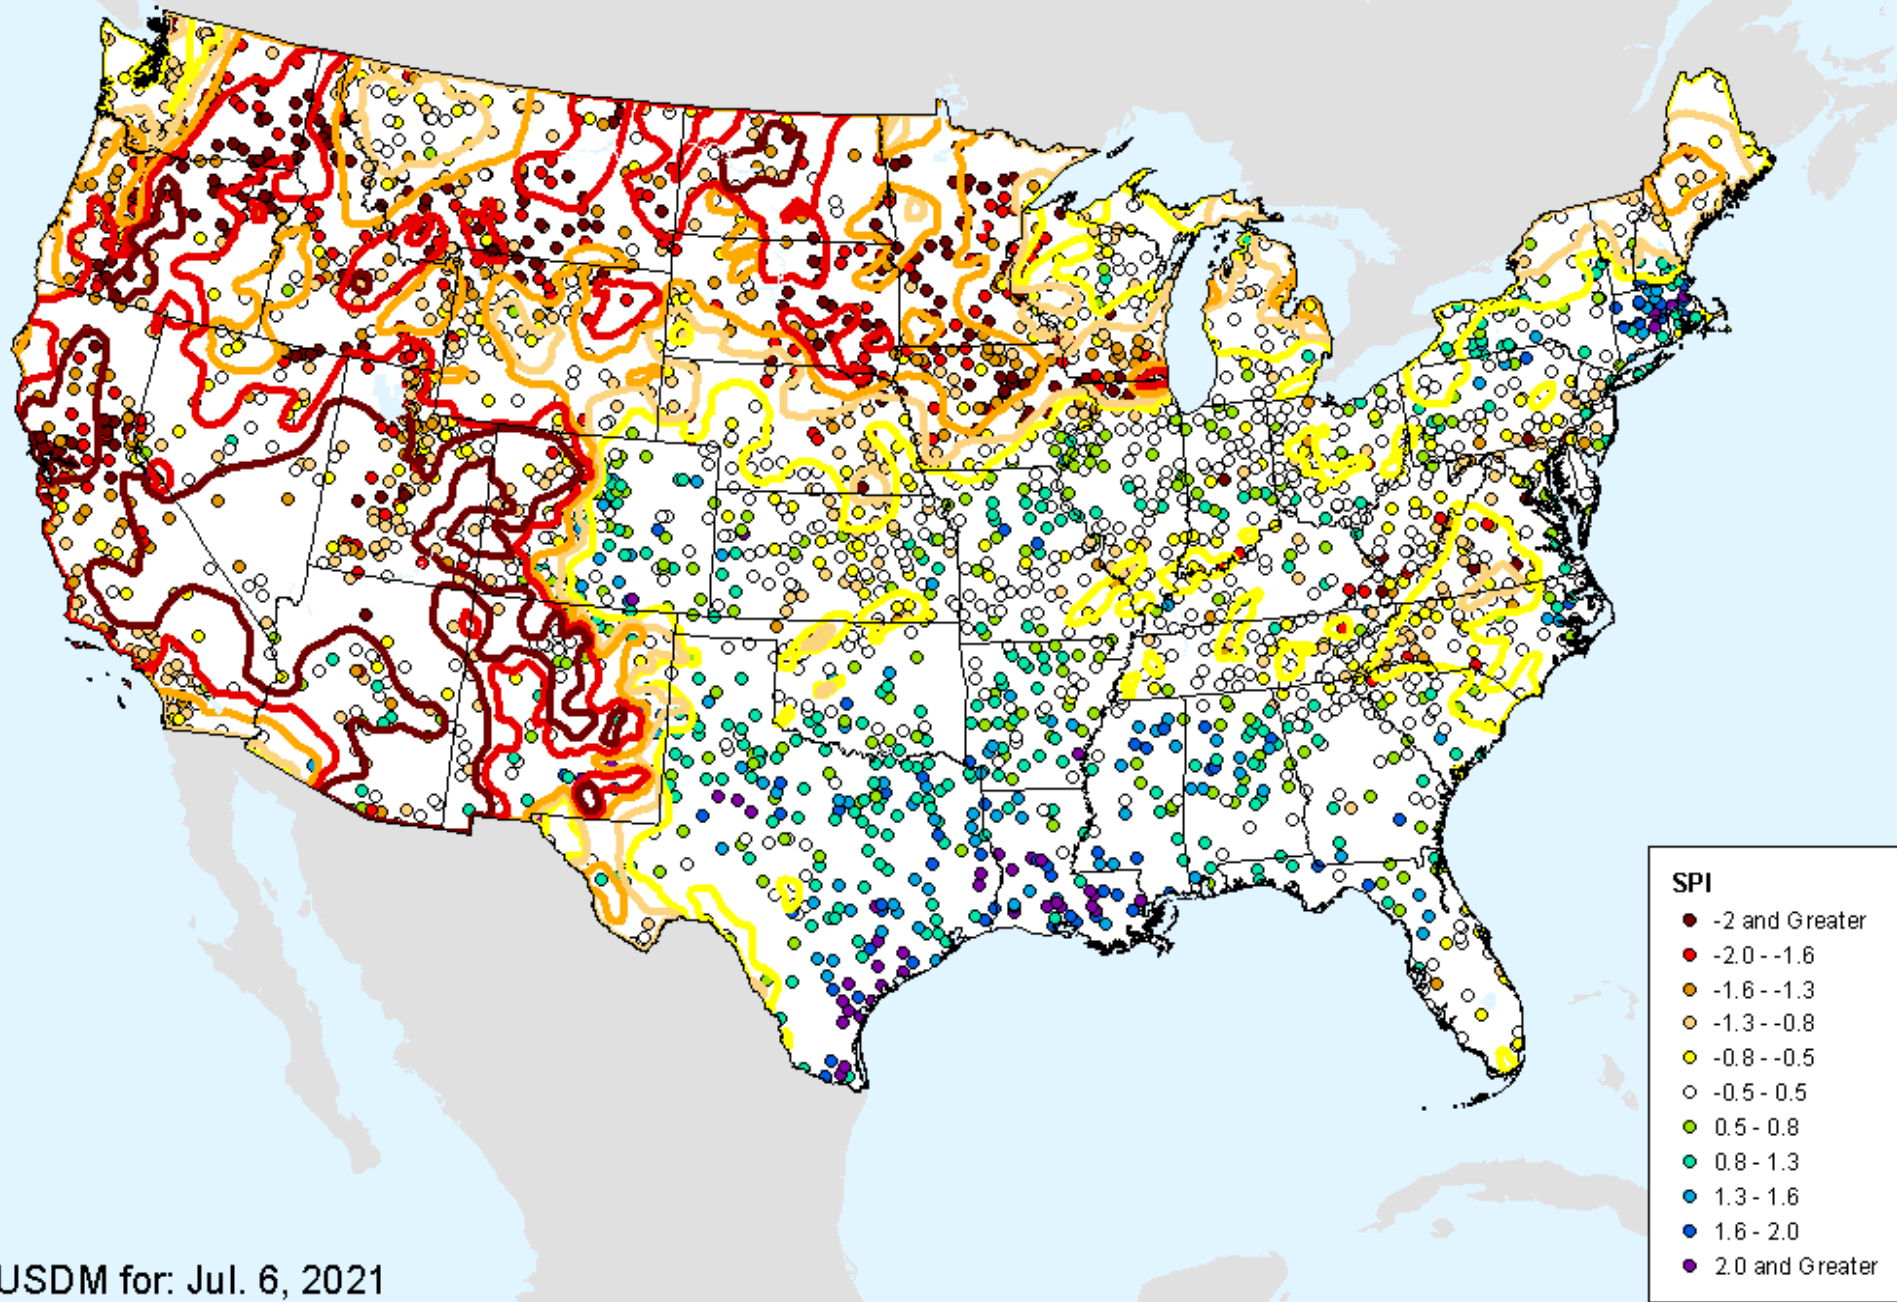 SPI
-2 and Greater
-2.0 - -1.6
-1.6 - -1.3
-1.3 - -0.8
-0.8 - -0.5
-0.5 - 0.5
0.5 - 0.8
0.8 - 1.3
1.3 - 1.6
1.6 - 2.0
2.0 and Greater
USDM for: Jul. 6, 2021